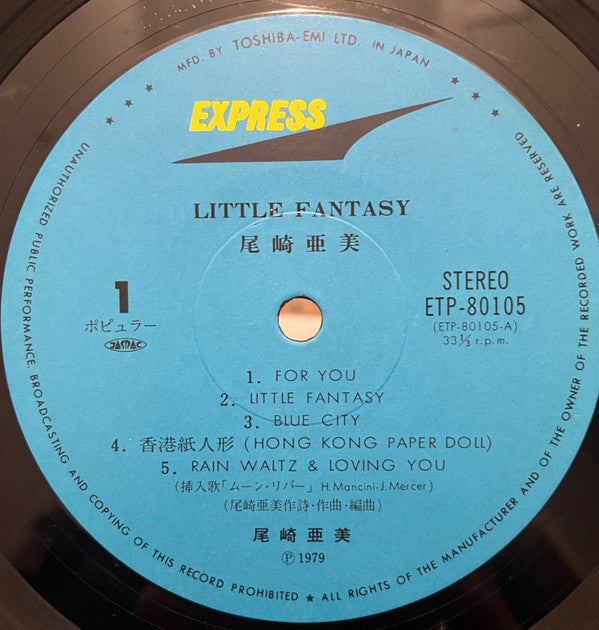 MFD. BY TOSHIBA-EMI LTD. IN JAPAN
★ ★ ★
★ ★ ★
EXPRESS
LITTLE FANTASY
尾崎亜美
1
ポピュラー
JASRAC
STEREO
ETP-80105
(ETP-80105-A)
33⅓ r.p.m.
1. FOR YOU
2. LITTLE FANTASY
3. BLUE CITY
4. 香港紙人形 (HONG KONG PAPER DOLL)
5. RAIN WALTZ & LOVING YOU
(挿入歌「ムーン・リバー」 H.Mancini-J.Mercer)
(尾崎亜美作詩・作曲・編曲)
尾崎亜美
Ⓟ1979
UNAUTHORIZED PUBLIC PERFORMANCE, BROADCASTING AND COPYING OF THIS RECORD PROHIBITED ★ ALL RIGHTS OF THE MANUFACTURER AND OF THE OWNER OF THE RECORDED WORK ARE RESERVED